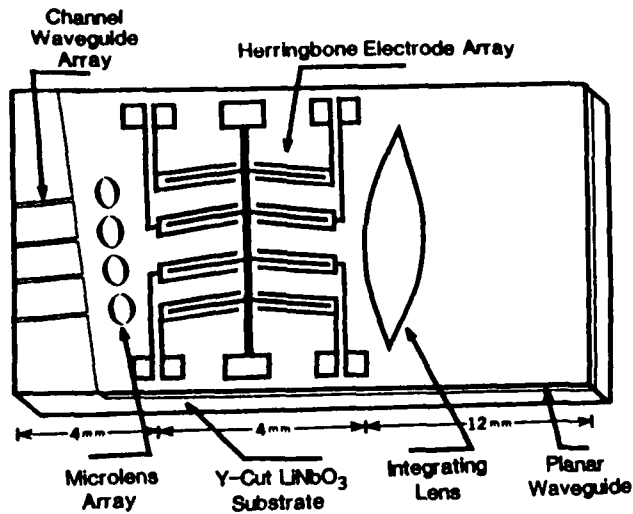 Channel
Waveguide
Array
Herringbone Electrode Array
4mm
4mm
12mm
Microlens
Array
Y-Cut LiNbO3
Substrate
Integrating
Lens
Planar
Waveguide